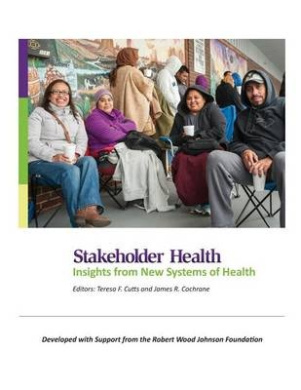 Stakeholder Health
Insights from New Systems of Health
Editors: Teresa F. Cutts and James R. Cochrane
Developed with Support from the Robert Wood Johnson Foundation